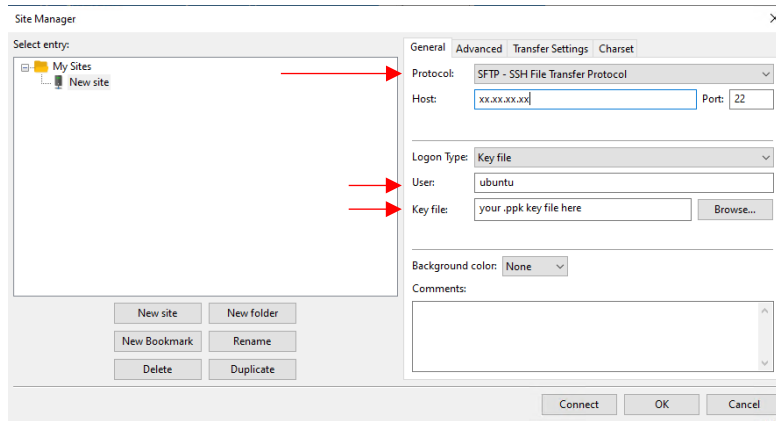 Site Manager
Select entry:
My Sites
New site
New site
New folder
New Bookmark
Rename
Delete
Duplicate
General Advanced Transfer Settings Charset
Protocol: SFTP - SSH File Transfer Protocol
Host: xx.xx.xx.xx Port: 22
Logon Type: Key file
User: ubuntu
Key file: your .ppk key file here Browse...
Background color: None
Comments:
Connect OK Cancel